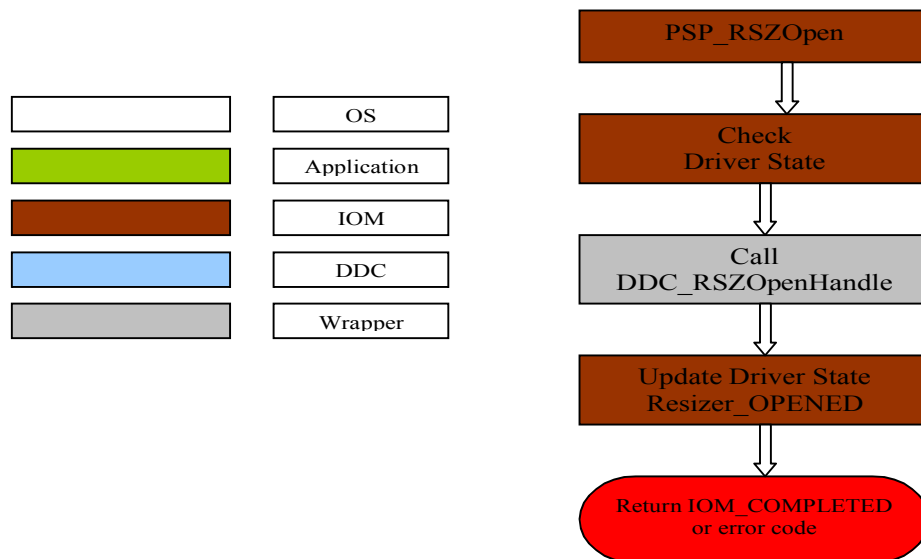 OS
Application
IOM
DDC
Wrapper
PSP_RSZOpen
Check
Driver State
Call
DDC_RSZOpenHandle
Update Driver State
Resizer_OPENED
Return IOM_COMPLETED
or error code